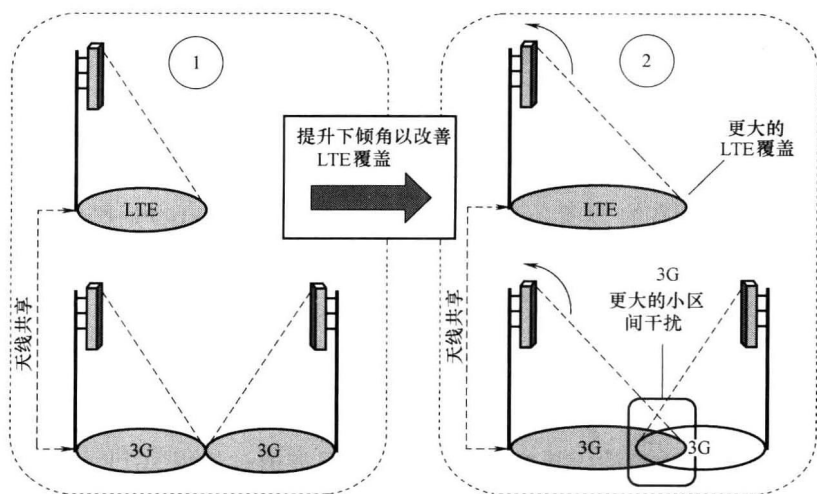 1
提升下倾角以改善
LTE覆盖
LTE
天线共享
3G
3G
2
更大的
LTE覆盖
LTE
天线共享
3G
更大的小区
间干扰
3G
3G